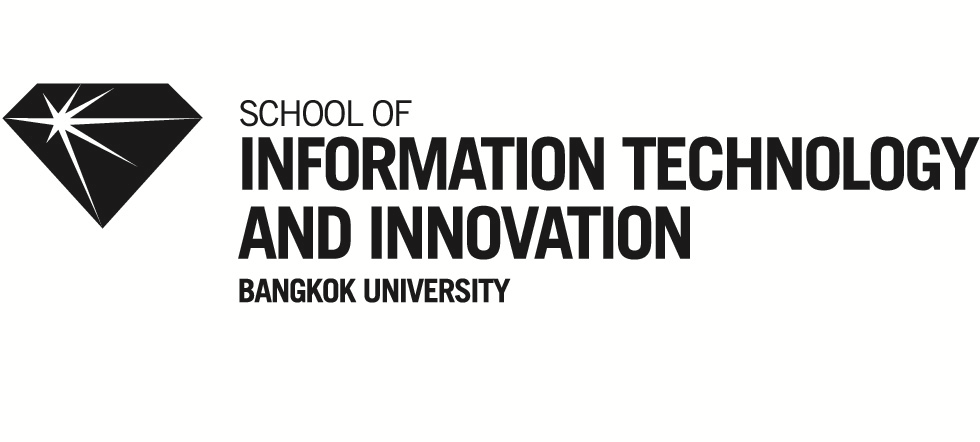 SCHOOL OF
INFORMATION TECHNOLOGY
AND INNOVATION
BANGKOK UNIVERSITY